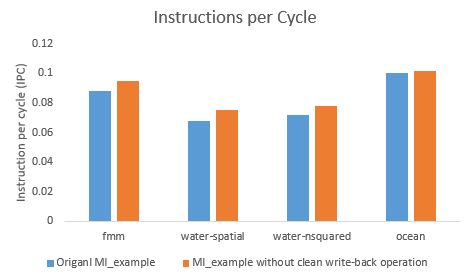 Instructions per Cycle
Instruction per cycle (IPC)
0.12
0.1
0.08
0.06
0.04
0.02
0
fmm water-spatial water-nsquared ocean
Origanl MI_example MI_example without clean write-back operation